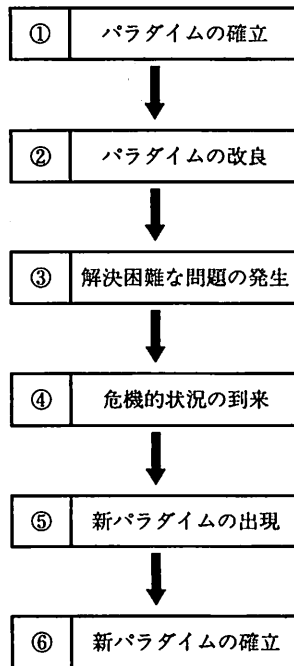 ① パラダイムの確立
② パラダイムの改良
③ 解決困難な問題の発生
④ 危機的状況の到来
⑤ 新パラダイムの出現
⑥ 新パラダイムの確立